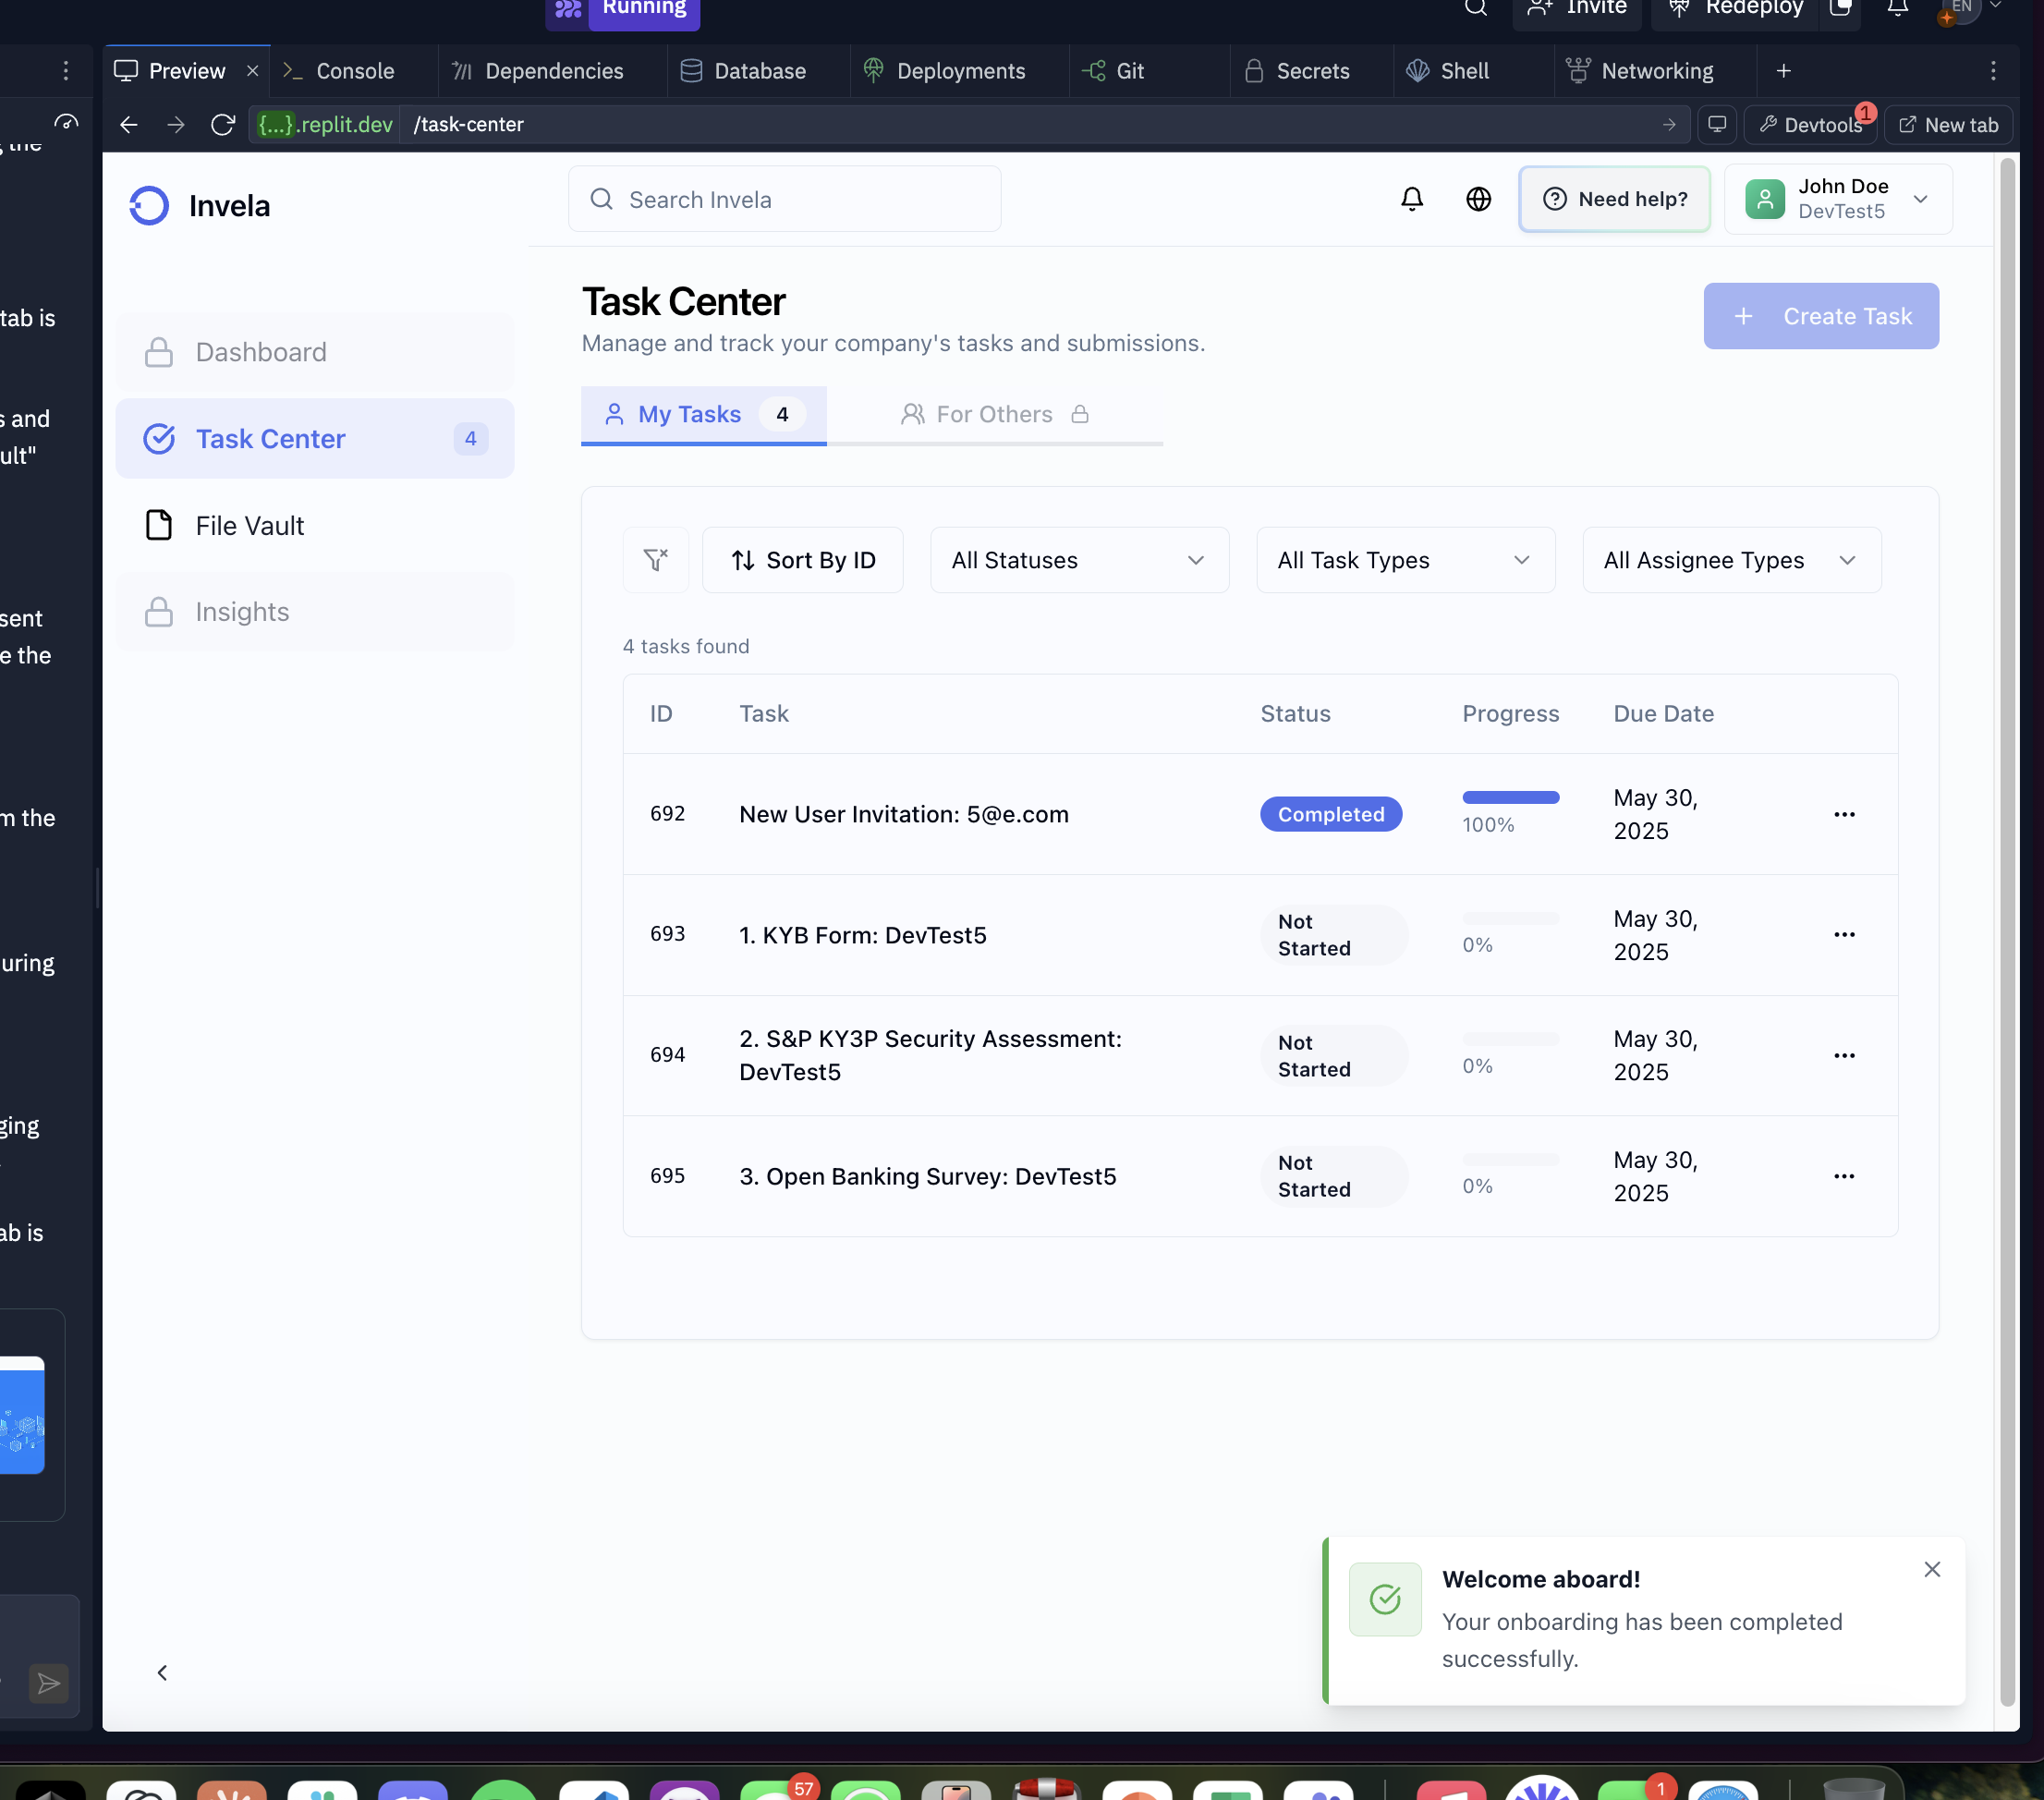 Running
Invite
Redeploy
EN
Preview
Console
Dependencies
Database
Deployments
Git
Secrets
Shell
Networking
{...}.replit.dev
/task-center
Devtools
1
New tab
tab is
s and
ult"
sent
e the
m the
uring
ging
ab is
Invela
Search Invela
Need help?
John Doe
DevTest5
Dashboard
Task Center
4
File Vault
Insights
Task Center
Manage and track your company's tasks and submissions.
Create Task
My Tasks 4
For Others
Sort By ID
All Statuses
All Task Types
All Assignee Types
4 tasks found
ID Task Status Progress Due Date
692 New User Invitation: 5@e.com Completed 100% May 30,
2025
693 1. KYB Form: DevTest5 Not
Started 0% May 30,
2025
694 2. S&P KY3P Security Assessment:
DevTest5 Not
Started 0% May 30,
2025
695 3. Open Banking Survey: DevTest5 Not
Started 0% May 30,
2025
Welcome aboard!
Your onboarding has been completed
successfully.
57
1